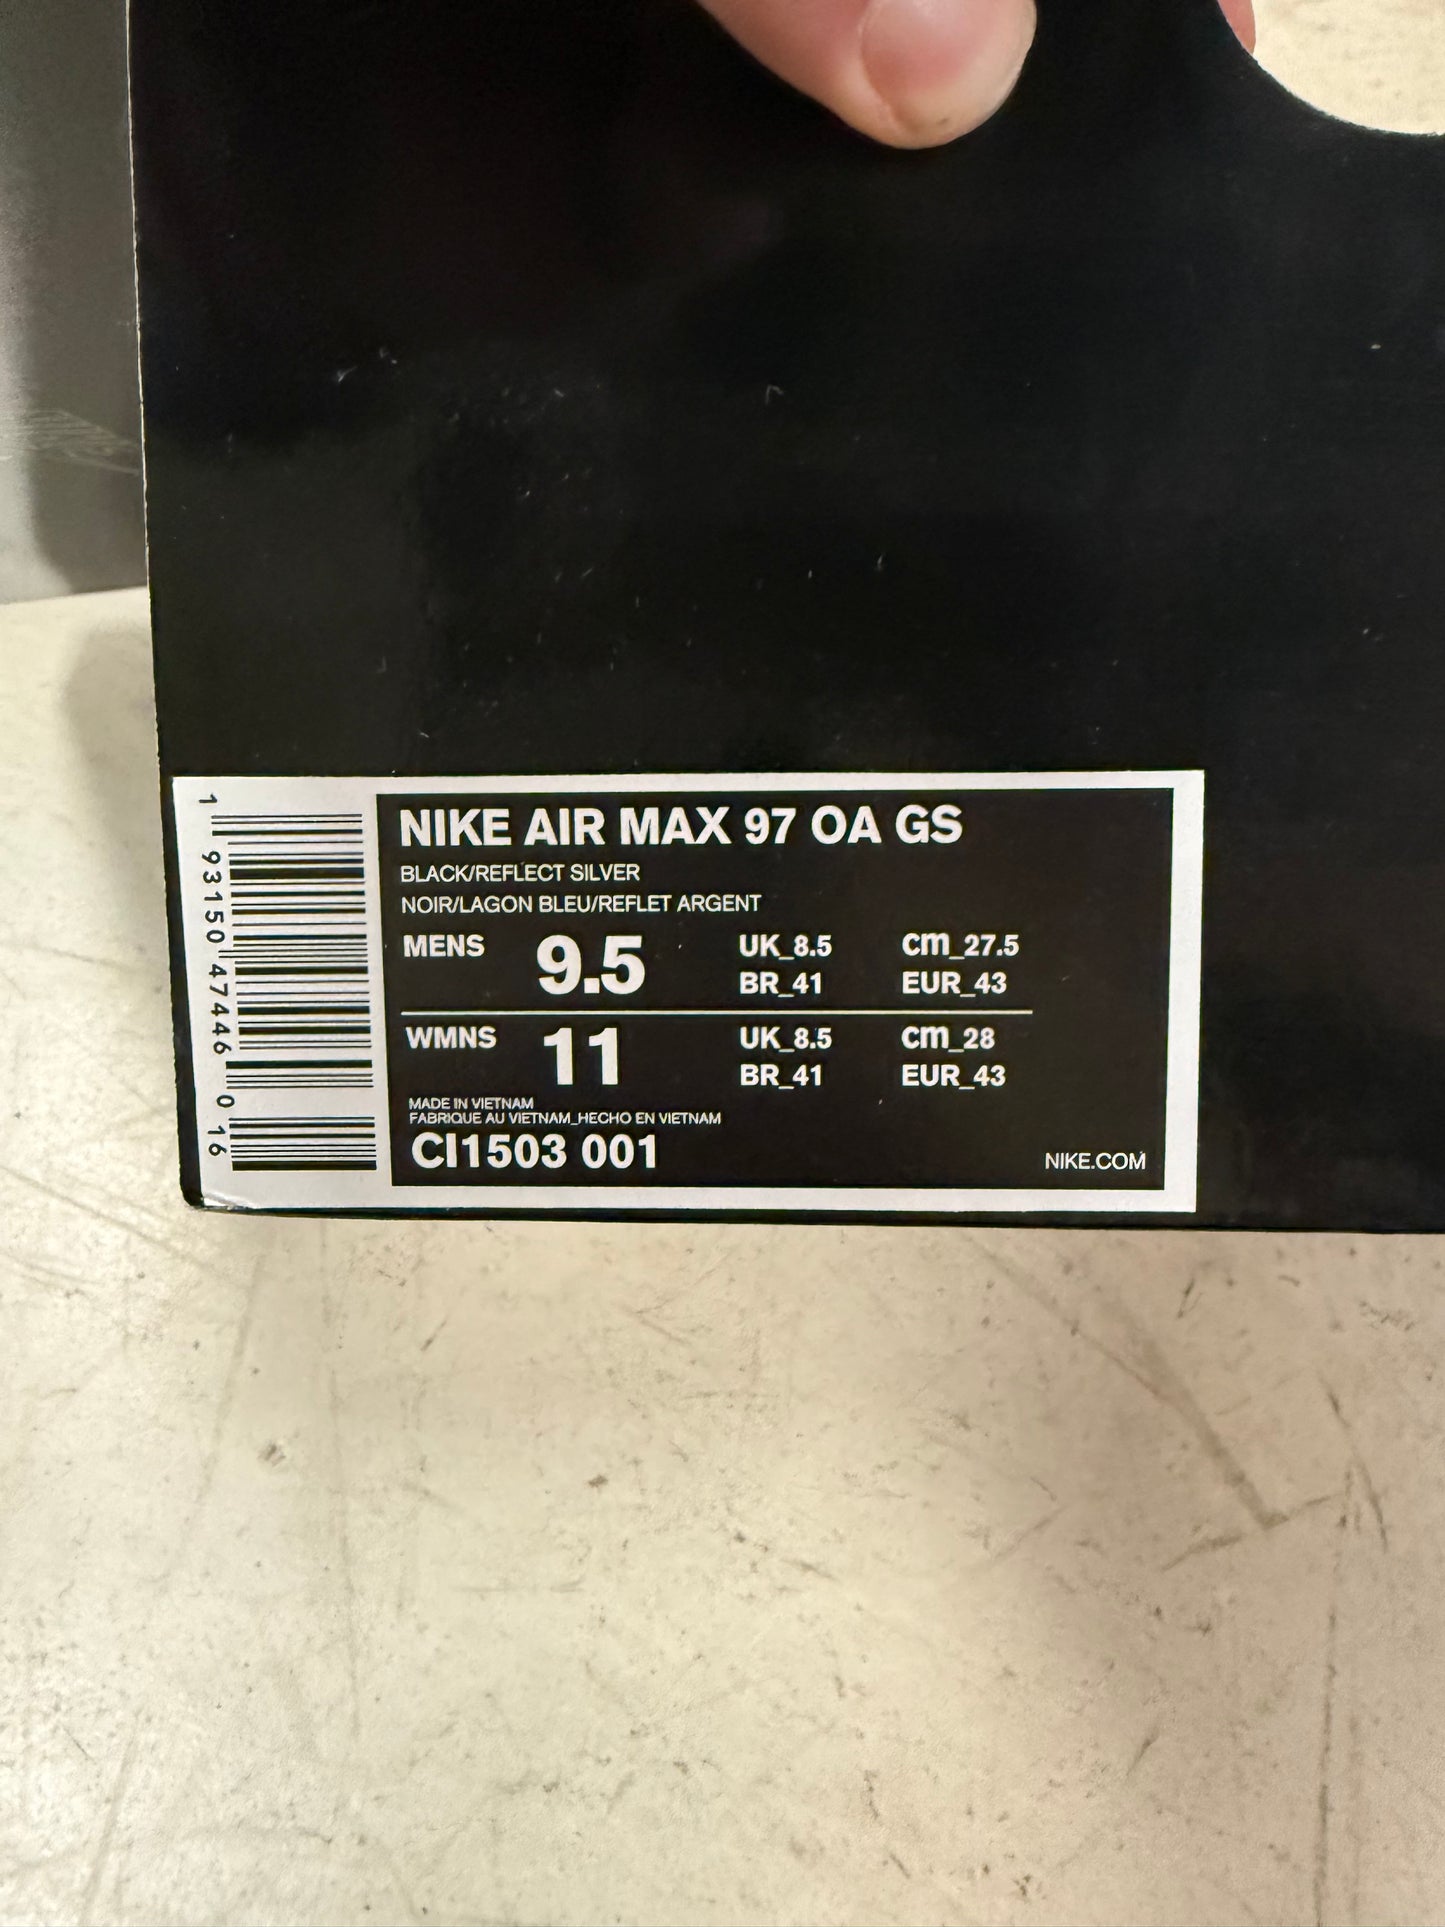 NIKE AIR MAX 97 OA GS
BLACK/REFLECT SILVER
NOIR/LAGON BLEU/REFLET ARGENT
MENS 9.5 UK_8.5 cm_27.5
BR_41 EUR_43
WMNS 11 UK_8.5 cm_28
BR_41 EUR_43
MADE IN VIETNAM
FABRIQUE AU VIETNAM_HECHO EN VIETNAM
CI1503 001
NIKE.COM
1 93150 47446 0 16